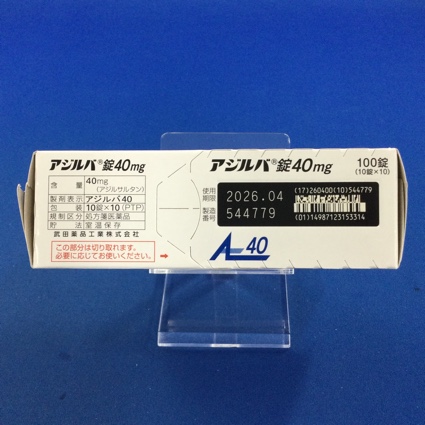 アジルバ®錠40mg
含 量 40mg
(アジルサルタン)
製剤表示 アジルバ40
包 装 10錠×10(PTP)
規制区分 処方箋医薬品
貯 法 室温保存
武田薬品工業株式会社
この部分は切り取れます。
必要に応じてお使いください。
アジルバ®錠40mg
100錠
(10錠×10)
使用
期限 2026.04
製造
番号 544779
(17)260400(10)544779
(01)14987123153314
40